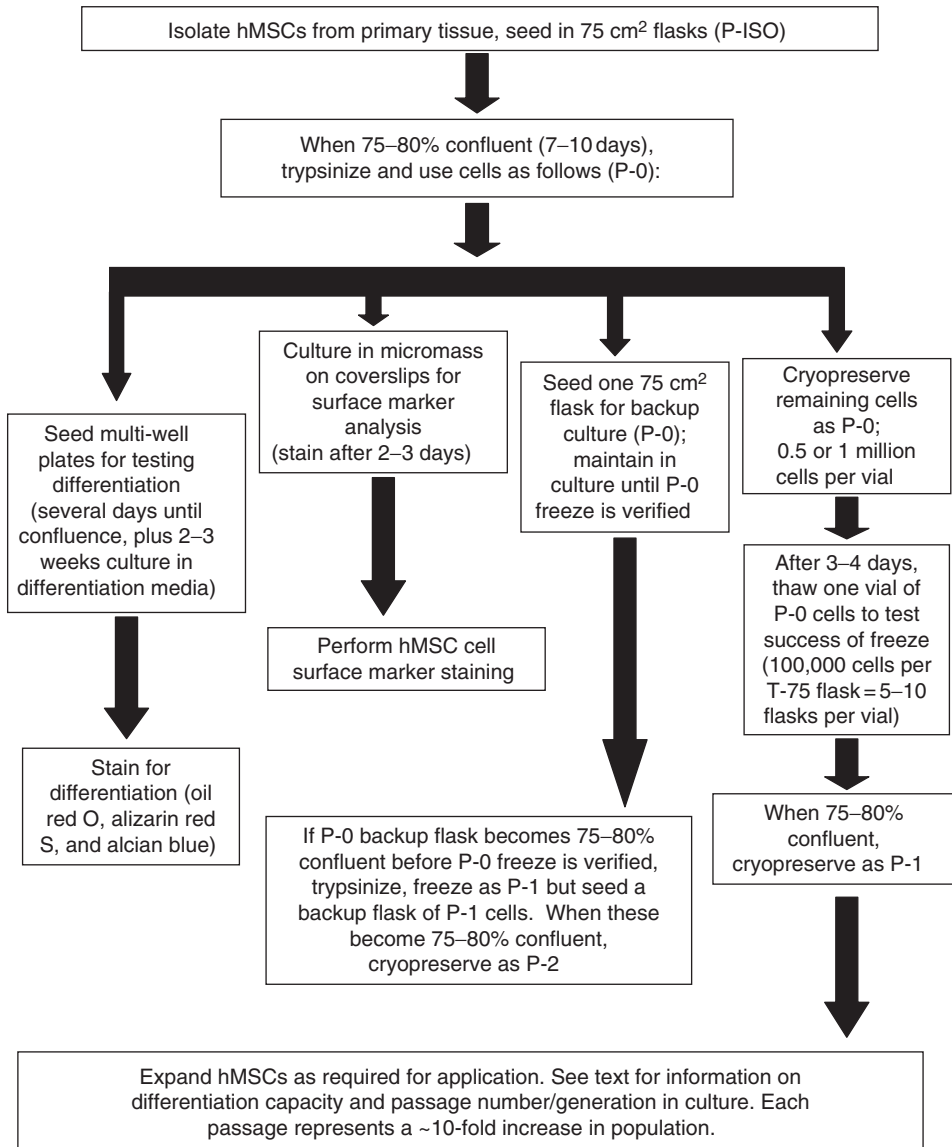 Isolate hMSCs from primary tissue, seed in 75 cm² flasks (P-ISO)
When 75–80% confluent (7–10 days),
trypsinize and use cells as follows (P-0):
Seed multi-well
plates for testing
differentiation
(several days until
confluence, plus 2–3
weeks culture in
differentiation media)
Stain for
differentiation (oil
red O, alizarin red
S, and alcian blue)
Culture in micromass
on coverslips for
surface marker
analysis
(stain after 2–3 days)
Perform hMSC cell
surface marker staining
Seed one 75 cm²
flask for backup
culture (P-0);
maintain in
culture until P-0
freeze is verified
If P-0 backup flask becomes 75–80%
confluent before P-0 freeze is verified,
trypsinize, freeze as P-1 but seed a
backup flask of P-1 cells. When these
become 75–80% confluent,
cryopreserve as P-2
Cryopreserve
remaining cells
as P-0;
0.5 or 1 million
cells per vial
After 3–4 days,
thaw one vial of
P-0 cells to test
success of freeze
(100,000 cells per
T-75 flask = 5–10
flasks per vial)
When 75–80%
confluent,
cryopreserve as P-1
Expand hMSCs as required for application. See text for information on
differentiation capacity and passage number/generation in culture. Each
passage represents a ~10-fold increase in population.